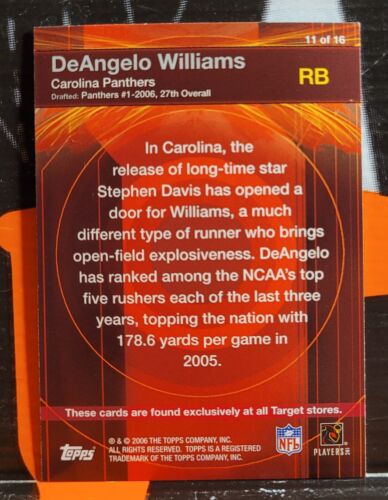 11 of 16
DeAngelo Williams
Carolina Panthers
RB
Drafted: Panthers #1-2006, 27th Overall
In Carolina, the
release of long-time star
Stephen Davis has opened a
door for Williams, a much
different type of runner who brings
open-field explosiveness. DeAngelo
has ranked among the NCAA's top
five rushers each of the last three
years, topping the nation with
178.6 yards per game in
2005.
These cards are found exclusively at all Target stores.
Topps
® & © 2006 THE TOPPS COMPANY, INC.
ALL RIGHTS RESERVED. TOPPS IS A REGISTERED
TRADEMARK OF THE TOPPS COMPANY, INC.
NFL
PLAYERS INC